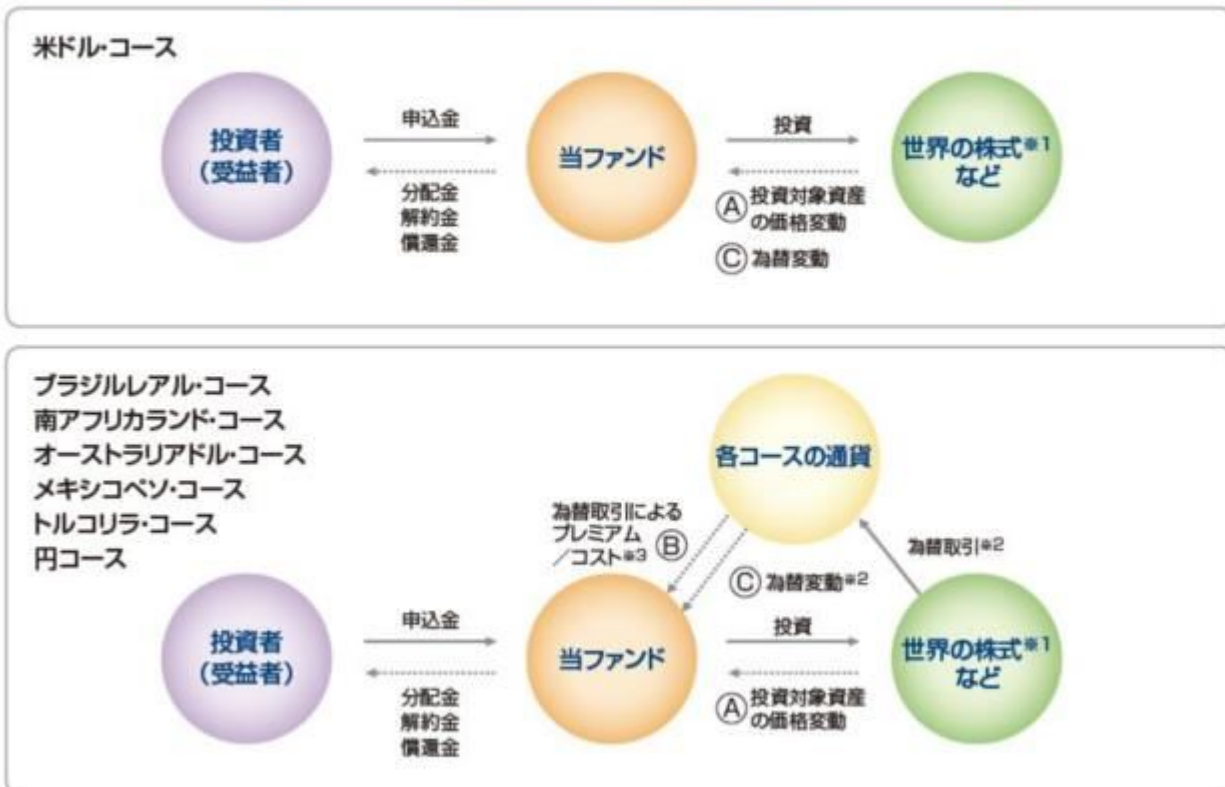 米ドル・コース
投資者
(受益者)
申込金
分配金
解約金
償還金
当ファンド
投資
Ⓐ 投資対象資産
の価格変動
Ⓒ 為替変動
世界の株式※1
など
ブラジルレアル・コース
南アフリカランド・コース
オーストラリアドル・コース
メキシコペソ・コース
トルコリラ・コース
円コース
各コースの通貨
為替取引による
プレミアム
/コスト※3 Ⓑ
Ⓒ 為替変動※2
為替取引※2
投資者
(受益者)
申込金
分配金
解約金
償還金
当ファンド
投資
Ⓐ 投資対象資産
の価格変動
世界の株式※1
など